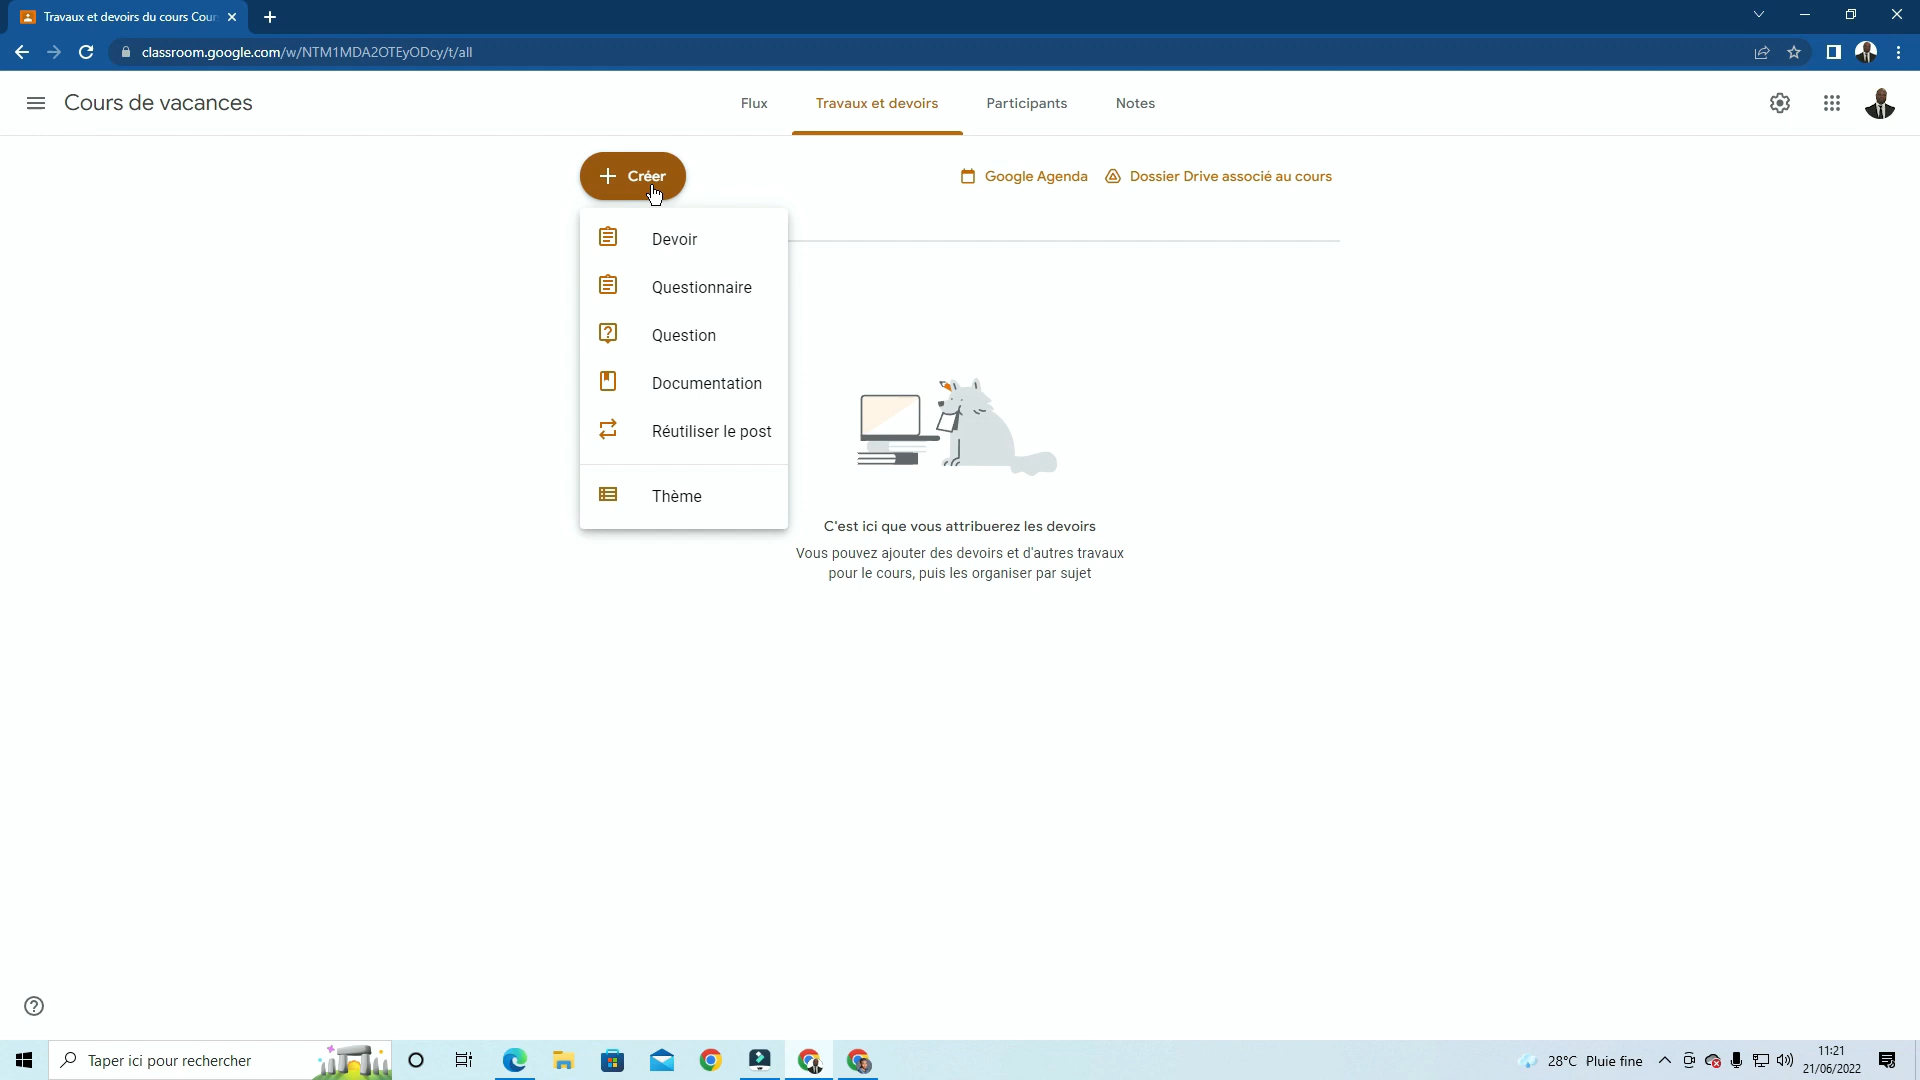 Travaux et devoirs du cours Cour
classroom.google.com/w/NTM1MDA2OTEyODcy/t/all
Cours de vacances
Flux
Travaux et devoirs
Participants
Notes
Créer
Google Agenda
Dossier Drive associé au cours
Devoir
Questionnaire
Question
Documentation
Réutiliser le post
Thème
C'est ici que vous attribuerez les devoirs
Vous pouvez ajouter des devoirs et d'autres travaux
pour le cours, puis les organiser par sujet
Taper ici pour rechercher
28°C Pluie fine
11:21
21/06/2022